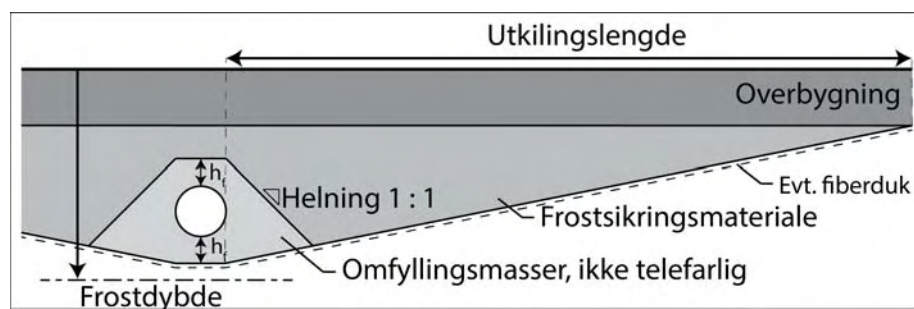 Utkilingslengde
Overbygning
hf
Helning 1 : 1
Evt. fiberduk
Frostsikringsmateriale
hf
Omfyllingsmasser, ikke telefarlig
Frostdybde